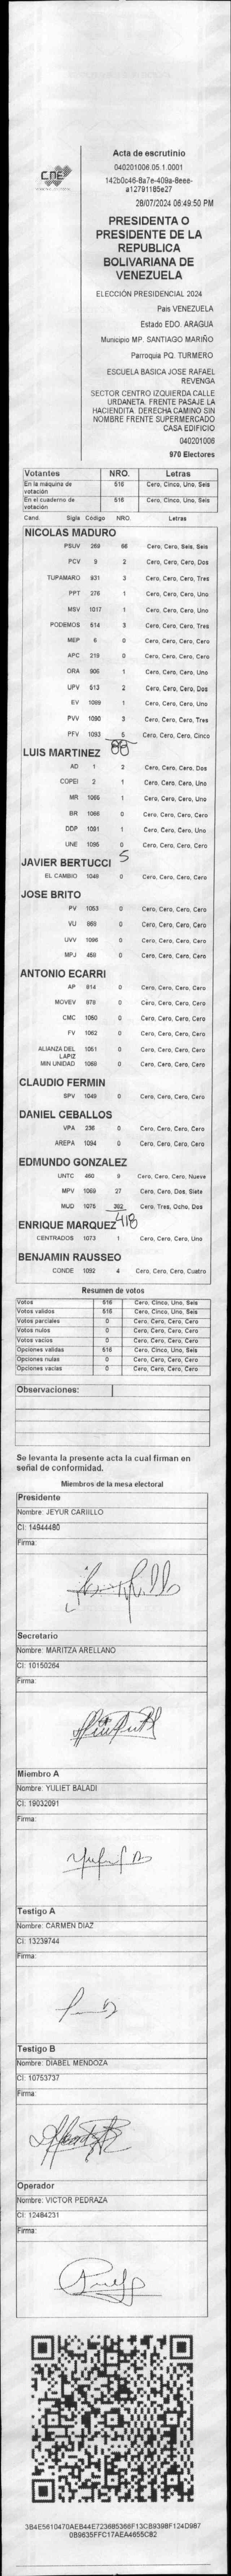 CNE
Acta de escrutinio
040201006.05.1.0001
142b0c46-8a7e-409a-8eee-
a12791185e27
28/07/2024 06:49:50 PM
PRESIDENTA O
PRESIDENTE DE LA
REPUBLICA
BOLIVARIANA DE
VENEZUELA
ELECCIÓN PRESIDENCIAL 2024
Pais VENEZUELA
Estado EDO. ARAGUA
Municipio MP. SANTIAGO MARIÑO
Parroquia PQ. TURMERO
ESCUELA BASICA JOSE RAFAEL
REVENGA
SECTOR CENTRO IZQUIERDA CALLE
URDANETA. FRENTE PASAJE LA
HACIENDITA. DERECHA CAMINO SIN
NOMBRE FRENTE SUPERMERCADO
CASA EDIFICIO
040201006
970 Electores
Votantes NRO. Letras
En la máquina de votación 516 Cero, Cinco, Uno, Seis
En el cuaderno de votación 516 Cero, Cinco, Uno, Seis
Cand. Sigla Código NRO. Letras
NICOLAS MADURO
PSUV 269 66 Cero, Cero, Seis, Seis
PCV 9 2 Cero, Cero, Cero, Dos
TUPAMARO 931 3 Cero, Cero, Cero, Tres
PPT 276 1 Cero, Cero, Cero, Uno
MSV 1017 1 Cero, Cero, Cero, Uno
PODEMOS 514 3 Cero, Cero, Cero, Tres
MEP 6 0 Cero, Cero, Cero, Cero
APC 219 0 Cero, Cero, Cero, Cero
ORA 906 1 Cero, Cero, Cero, Uno
UPV 513 2 Cero, Cero, Cero, Dos
EV 1089 1 Cero, Cero, Cero, Uno
PVV 1090 3 Cero, Cero, Cero, Tres
PFV 1093 5 Cero, Cero, Cero, Cinco
88
LUIS MARTINEZ
AD 1 2 Cero, Cero, Cero, Dos
COPEI 2 1 Cero, Cero, Cero, Uno
MR 1065 1 Cero, Cero, Cero, Uno
BR 1066 0 Cero, Cero, Cero, Cero
DDP 1091 1 Cero, Cero, Cero, Uno
UNE 1095 0 Cero, Cero, Cero, Cero
5
JAVIER BERTUCCI
EL CAMBIO 1048 0 Cero, Cero, Cero, Cero
JOSE BRITO
PV 1053 0 Cero, Cero, Cero, Cero
VU 869 0 Cero, Cero, Cero, Cero
UVV 1096 0 Cero, Cero, Cero, Cero
MPJ 459 0 Cero, Cero, Cero, Cero
ANTONIO ECARRI
AP 814 0 Cero, Cero, Cero, Cero
MOVEV 979 0 Cero, Cero, Cero, Cero
CMC 1050 0 Cero, Cero, Cero, Cero
FV 1062 0 Cero, Cero, Cero, Cero
ALIANZA DEL LAPIZ 1051 0 Cero, Cero, Cero, Cero
MIN UNIDAD 1069 0 Cero, Cero, Cero, Cero
CLAUDIO FERMIN
SPV 1049 0 Cero, Cero, Cero, Cero
DANIEL CEBALLOS
VPA 236 0 Cero, Cero, Cero, Cero
AREPA 1094 0 Cero, Cero, Cero, Cero
EDMUNDO GONZALEZ
UNTC 460 9 Cero, Cero, Cero, Nueve
MPV 1069 27 Cero, Cero, Dos, Siete
MUD 1075 382 Cero, Tres, Ocho, Dos
418
ENRIQUE MARQUEZ
CENTRADOS 1073 1 Cero, Cero, Cero, Uno
BENJAMIN RAUSSEO
CONDE 1092 4 Cero, Cero, Cero, Cuatro
Resumen de votos
Votos 516 Cero, Cinco, Uno, Seis
Votos validos 516 Cero, Cinco, Uno, Seis
Votos parciales 0 Cero, Cero, Cero, Cero
Votos nulos 0 Cero, Cero, Cero, Cero
Votos vacios 0 Cero, Cero, Cero, Cero
Opciones validas 516 Cero, Cinco, Uno, Seis
Opciones nulas 0 Cero, Cero, Cero, Cero
Opciones vacias 0 Cero, Cero, Cero, Cero
Observaciones:
Se levanta la presente acta la cual firman en
señal de conformidad.
Miembros de la mesa electoral
Presidente
Nombre: JEYUR CARIILLO
CI: 14944480
Firma:
Secretario
Nombre: MARITZA ARELLANO
CI: 10150264
Firma:
Miembro A
Nombre: YULIET BALADI
CI: 19032091
Firma:
Testigo A
Nombre: CARMEN DIAZ
CI: 13239744
Firma:
Testigo B
Nombre: DIABEL MENDOZA
CI: 10753737
Firma:
Operador
Nombre: VICTOR PEDRAZA
CI: 12484231
Firma:
3B4E5610470AEB44E723685366F13CB9398F124D987
0B9635FFC17AEA4655C82